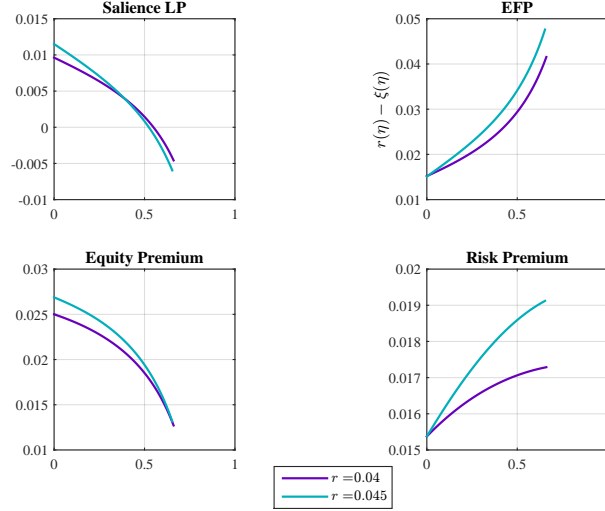 Salience LP
0.015
0.01
0.005
0
-0.005
-0.01
0 0.5 1
EFP
r(η) − ξ(η)
0.05
0.04
0.03
0.02
0.01
0 0.5
Equity Premium
0.03
0.025
0.02
0.015
0.01
0 0.5 1
Risk Premium
0.02
0.019
0.018
0.017
0.016
0.015
0 0.5
r =0.04
r =0.045